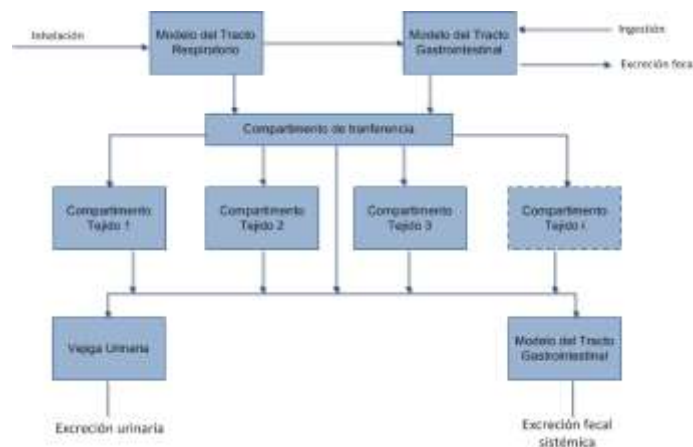 Inhalación
Modelo del Tracto
Respiratorio
Modelo del Tracto
Gastrointestinal
Ingestión
Excreción feca
Compartimento de tranferencia
Compartimento
Tejido 1
Compartimento
Tejido 2
Compartimento
Tejido 3
Compartimento
Tejido i
Vejiga Urinaria
Modelo del Tracto
Gastrointestinal
Excreción urinaria
Excreción fecal
sistémica